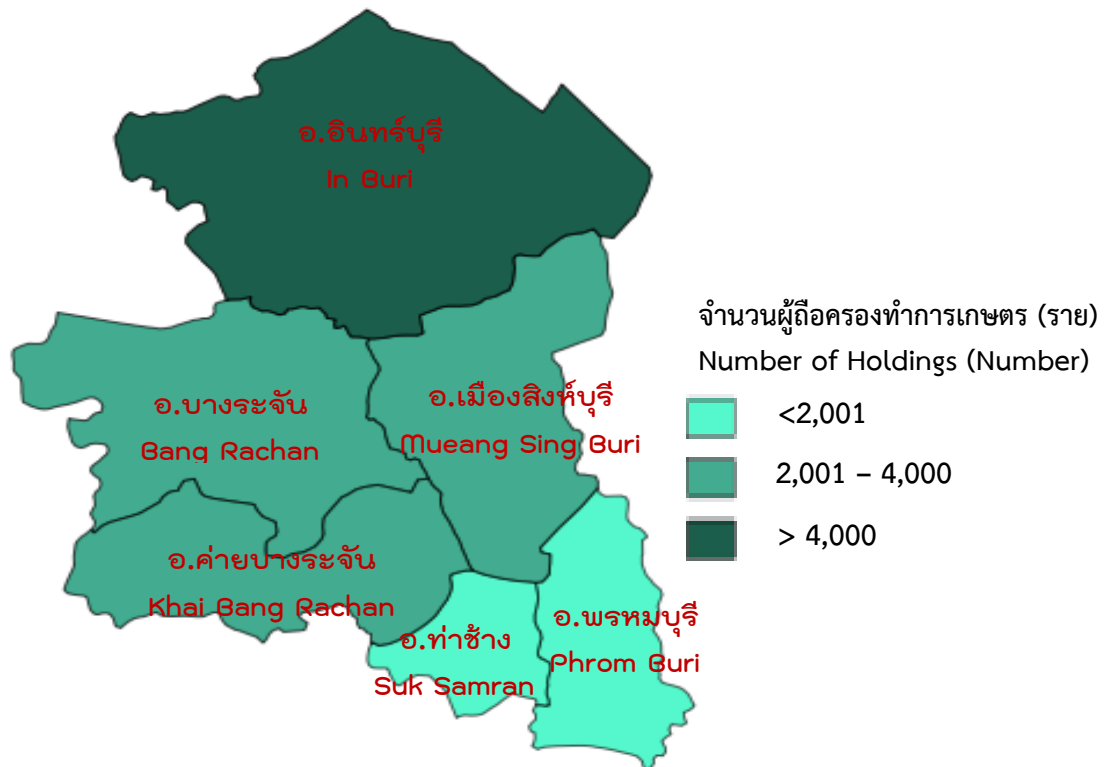 อ.อินทร์บุรี
In Buri
อ.บางระจัน
Bang Rachan
อ.เมืองสิงห์บุรี
Mueang Sing Buri
อ.ค่ายบางระจัน
Khai Bang Rachan
อ.ท่าช้าง
Suk Samran
อ.พรหมบุรี
Phrom Buri
จำนวนผู้ถือครองทำการเกษตร (ราย)
Number of Holdings (Number)
<2,001
2,001 – 4,000
> 4,000